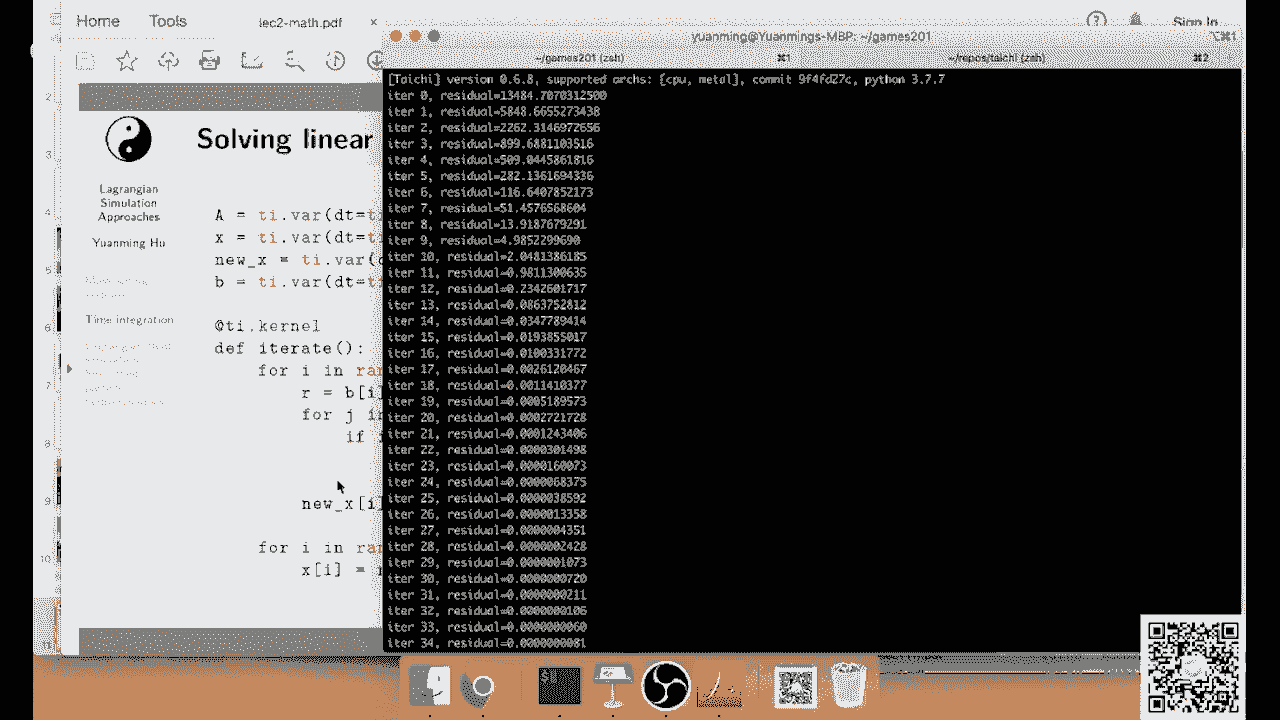 Home Tools lec2-math.pdf × Sign In
yuanming@Yuanmings-MBP: ~/games201 ⌥⌘1
~/games201 (zsh) ⌘1 ~/repos/taichi (zsh) ⌘2
[Taichi] version 0.6.8, supported archs: [cpu, metal], commit 9f4fd27c, python 3.7.7
iter 0, residual=13484.7070312500
iter 1, residual=5848.6655273438
iter 2, residual=2262.3146972656
iter 3, residual=899.6881103516
iter 4, residual=509.0445861816
iter 5, residual=282.1361694336
iter 6, residual=116.6407852173
iter 7, residual=51.4576568604
iter 8, residual=13.9187679291
iter 9, residual=4.9852299690
iter 10, residual=2.0481386185
iter 11, residual=0.9811300635
iter 12, residual=0.2342601717
iter 13, residual=0.0863752812
iter 14, residual=0.0347789414
iter 15, residual=0.0193855017
iter 16, residual=0.0100331772
iter 17, residual=0.0026120467
iter 18, residual=0.0011410377
iter 19, residual=0.0005189573
iter 20, residual=0.0002721728
iter 21, residual=0.0001243406
iter 22, residual=0.0000301498
iter 23, residual=0.0000160073
iter 24, residual=0.0000068375
iter 25, residual=0.0000038592
iter 26, residual=0.0000013358
iter 27, residual=0.0000004351
iter 28, residual=0.0000002428
iter 29, residual=0.0000001073
iter 30, residual=0.0000000720
iter 31, residual=0.0000000211
iter 32, residual=0.0000000106
iter 33, residual=0.0000000060
iter 34, residual=0.0000000081
Solving linear
Lagrangian
Simulation
Approaches
Yuanming Hu
Time integration
A = ti.var(dt=t
x = ti.var(dt=t
new_x = ti.var(
b = ti.var(dt=t
@ti.kernel
def iterate():
for i in ra
r = b[i]
for j in
if
new_x[i]
for i in ra
x[i] =
2
3
4
5
6
7
8
9
10